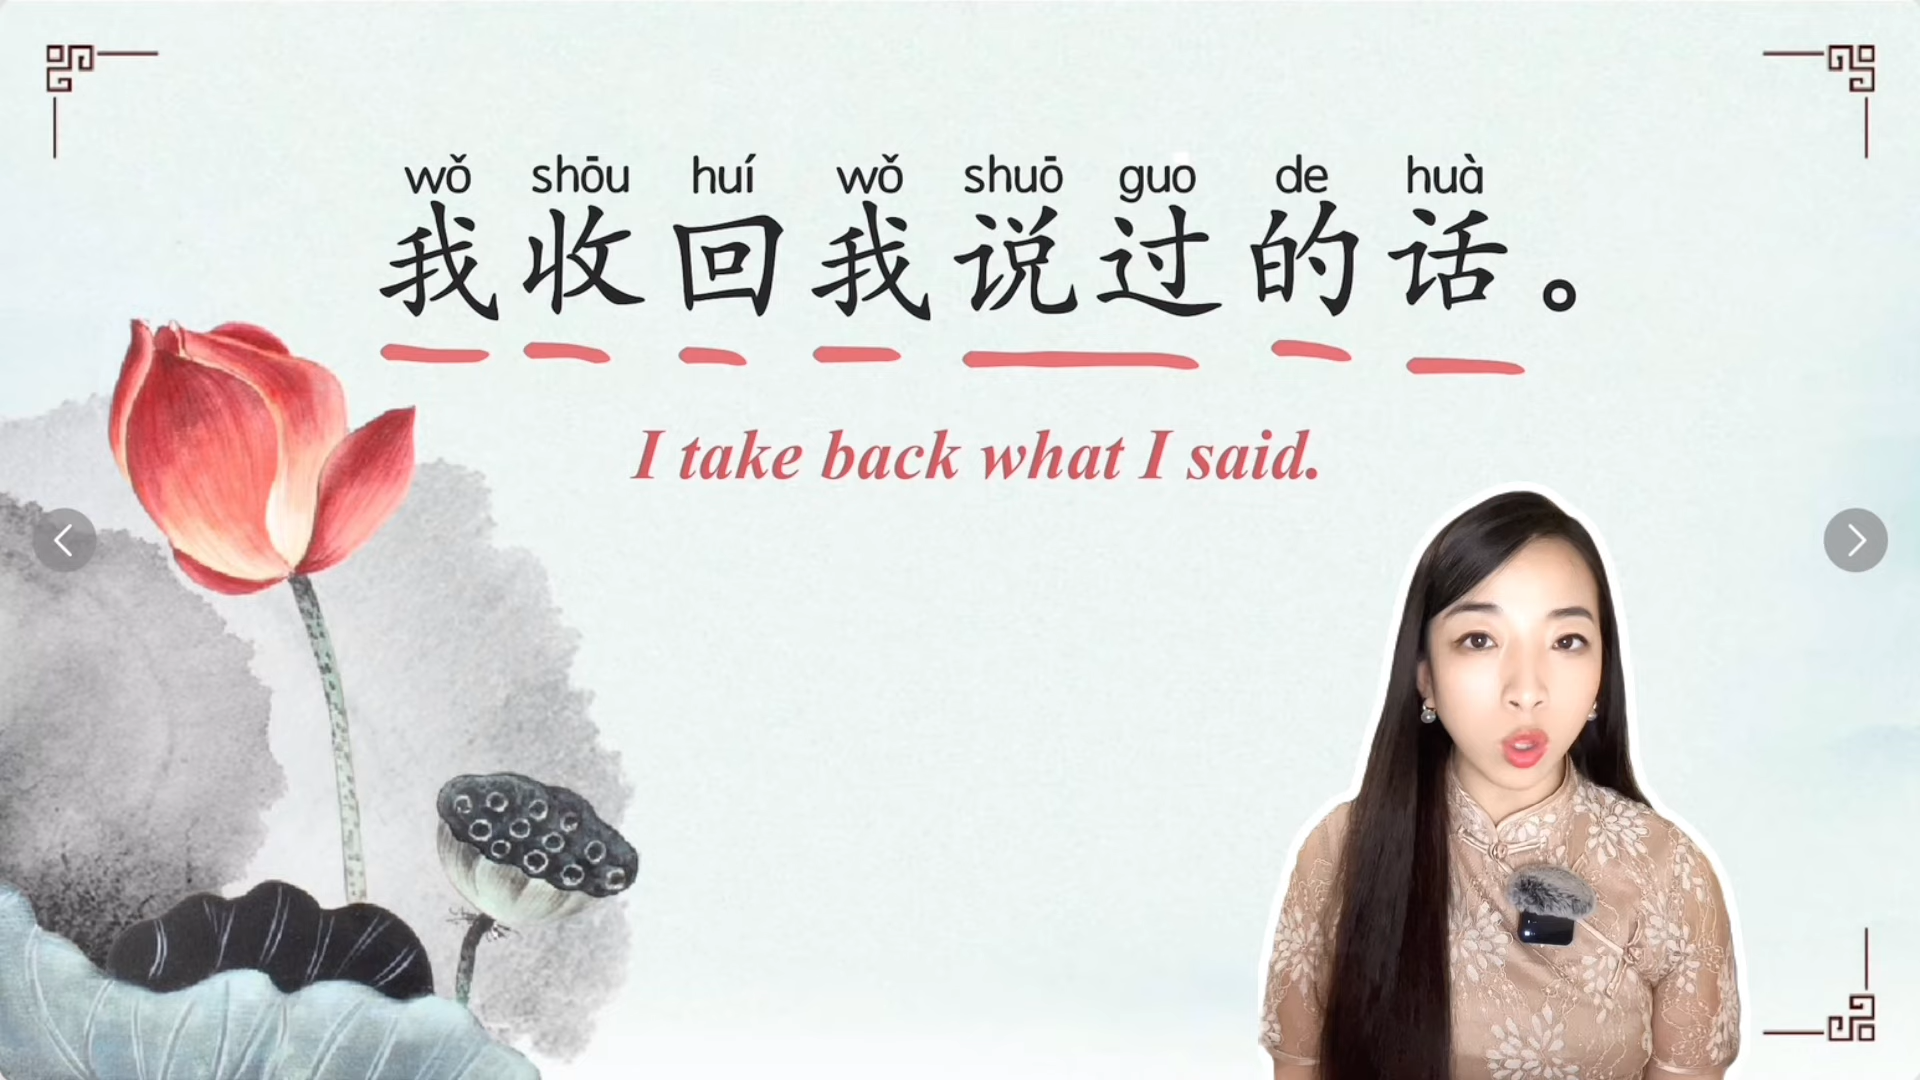 wǒ shōu huí wǒ shuō guo de huà
我收回我说过的话。
I take back what I said.